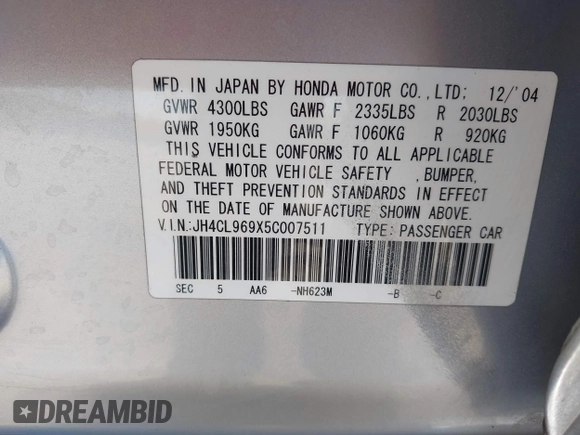 MFD. IN JAPAN BY HONDA MOTOR CO., LTD: 12/'04
GVWR 4300LBS GAWR F 2335LBS R 2030LBS
GVWR 1950KG GAWR F 1060KG R 920KG
THIS VEHICLE CONFORMS TO ALL APPLICABLE
FEDERAL MOTOR VEHICLE SAFETY , BUMPER,
AND THEFT PREVENTION STANDARDS IN EFFECT
ON THE DATE OF MANUFACTURE SHOWN ABOVE.
V.I.N.:JH4CL969X5C007511 TYPE: PASSENGER CAR
SEC 5 AA6 -NH623M -B -C
DREAMBID